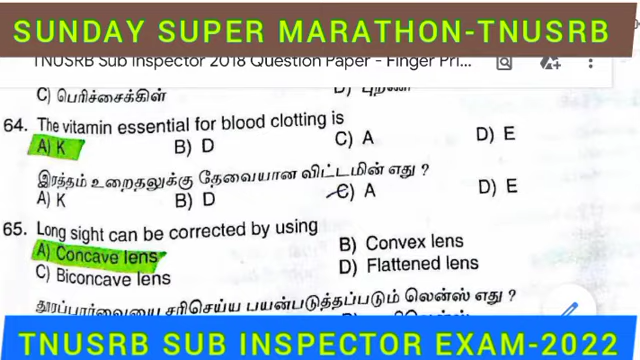 SUNDAY SUPER MARATHON-TNUSRB
TNUSRB Sub Inspector 2018 Question Paper - Finger Pri...
C) பெரிச்சைக்கிள்
D)
64. The vitamin essential for blood clotting is
A) K B) D C) A D) E
இரத்தம் உறைதலுக்கு தேவையான விட்டமின் எது ?
A) K B) D C) A D) E
65. Long sight can be corrected by using
A) Concave lens B) Convex lens
C) Biconcave lens D) Flattened lens
தூரப்பார்வையை சரிசெய்ய பயன்படுத்தப்படும் லென்ஸ் எது ?
TNUSRB SUB INSPECTOR EXAM-2022